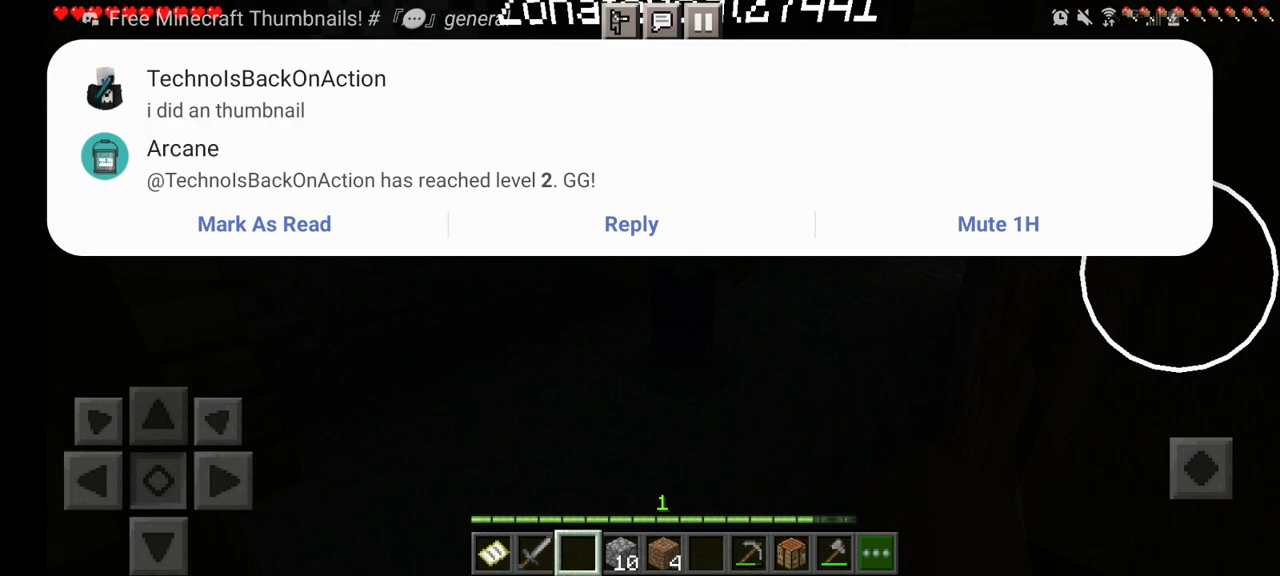 Free Minecraft Thumbnails! # 『💬』 genera
TechnoIsBackOnAction
i did an thumbnail
Arcane
@TechnoIsBackOnAction has reached level 2. GG!
Mark As Read
Reply
Mute 1H
1
10
4